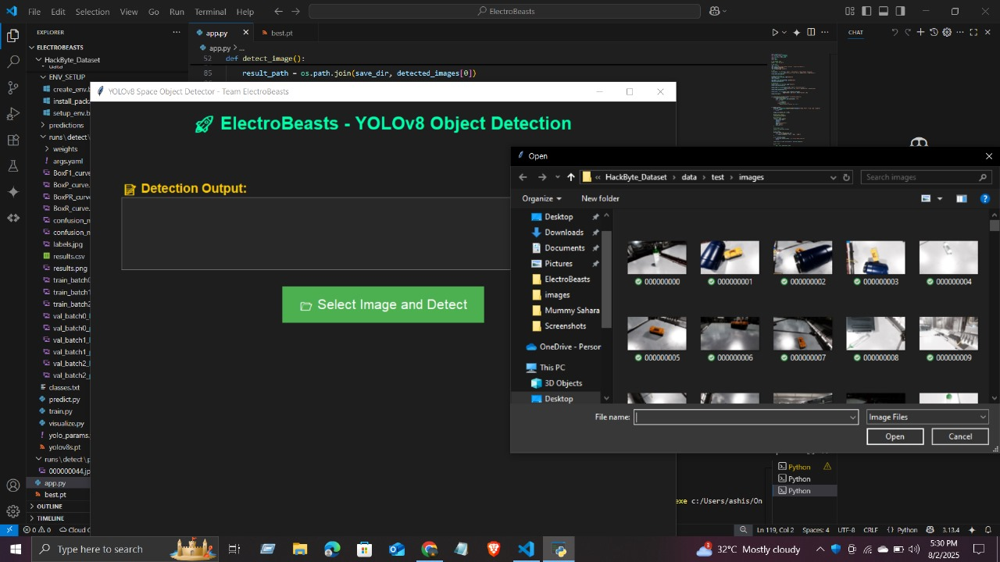 File Edit Selection View Go Run Terminal Help
ElectroBeasts
EXPLORER
ELECTROBEASTS
HackByte_Dataset
data
ENV_SETUP
predictions
runs\detect
weights
args.yaml
BoxF1_curve.
BoxP_curve.
BoxPR_curve
BoxR_curve.
confusion_m
confusion_m
labels.jpg
results.csv
results.png
train_batch0
train_batch1
train_batch2
val_batch0_
val_batch0_p
val_batch1_l
val_batch1_
val_batch2_l
val_batch2_
classes.txt
predict.py
train.py
visualize.py
yolo_params.
yolov8s.pt
runs\detect\p
000000044.jp
app.py
best.pt
OUTLINE
TIMELINE
app.py
best.pt
app.py > ...
52 def detect_image():
85 result_path = os.path.join(save_dir, detected_images[0])
CHAT
YOLOv8 Space Object Detector - Team ElectroBeasts
ElectroBeasts - YOLOv8 Object Detection
Detection Output:
Select Image and Detect
Open
HackByte_Dataset > data > test > images
Search images
Organize
New folder
Desktop
Downloads
Documents
Pictures
ElectroBeasts
images
Mummy Sahara
Screenshots
OneDrive - Person
This PC
3D Objects
Desktop
000000000 000000001 000000002 000000003 000000004
000000005 000000006 000000007 000000008 000000009
File name:
Image Files
Open
Cancel
Python
Python
Python
exe c:/Users/ashis/On
0 0
Ln 119, Col 2 Spaces: 4 UTF-8 CRLF {} Python 3.13.4
Type here to search
32°C Partly cloudy
5:30 PM
8/2/2025